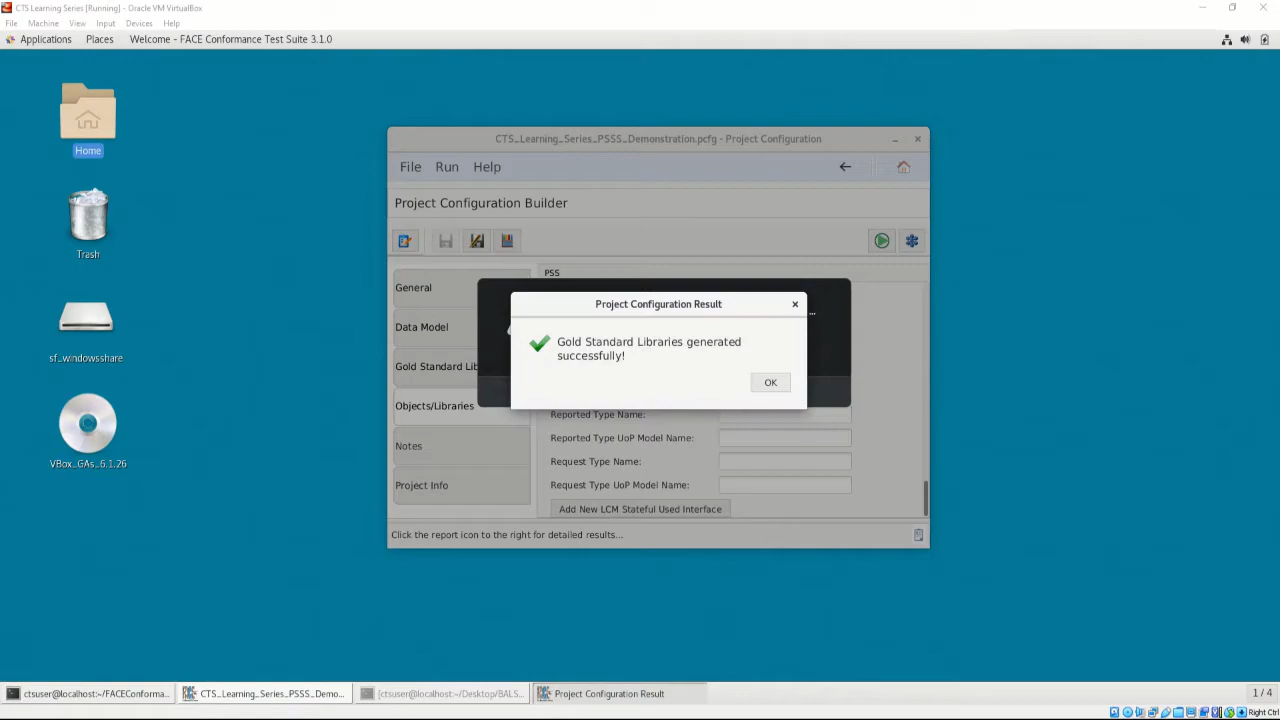 CTS Learning Series [Running] - Oracle VM VirtualBox
File Machine View Input Devices Help
Applications Places Welcome - FACE Conformance Test Suite 3.1.0
Home
Trash
sf_windowsshare
VBox_GAs_6.1.26
CTS_Learning_Series_PSSS_Demonstration.pcfg - Project Configuration
File Run Help
Project Configuration Builder
General
Data Model
Gold Standard Lib
Objects/Libraries
Notes
Project Info
PSS
...
Project Configuration Result
Gold Standard Libraries generated
successfully!
OK
Reported Type Name:
Reported Type UoP Model Name:
Request Type Name:
Request Type UoP Model Name:
Add New LCM Stateful Used Interface
Click the report icon to the right for detailed results...
ctsuser@localhost:~/FACEConforma... CTS_Learning_Series_PSSS_Demo... [ctsuser@localhost:~/Desktop/BALS... Project Configuration Result 1 / 4
Right Ctrl